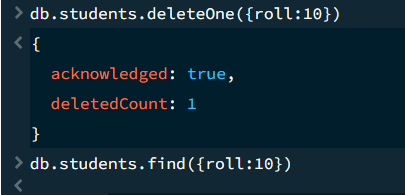 > db.students.deleteOne({roll:10})
< {
acknowledged: true,
deletedCount: 1
}
> db.students.find({roll:10})
<